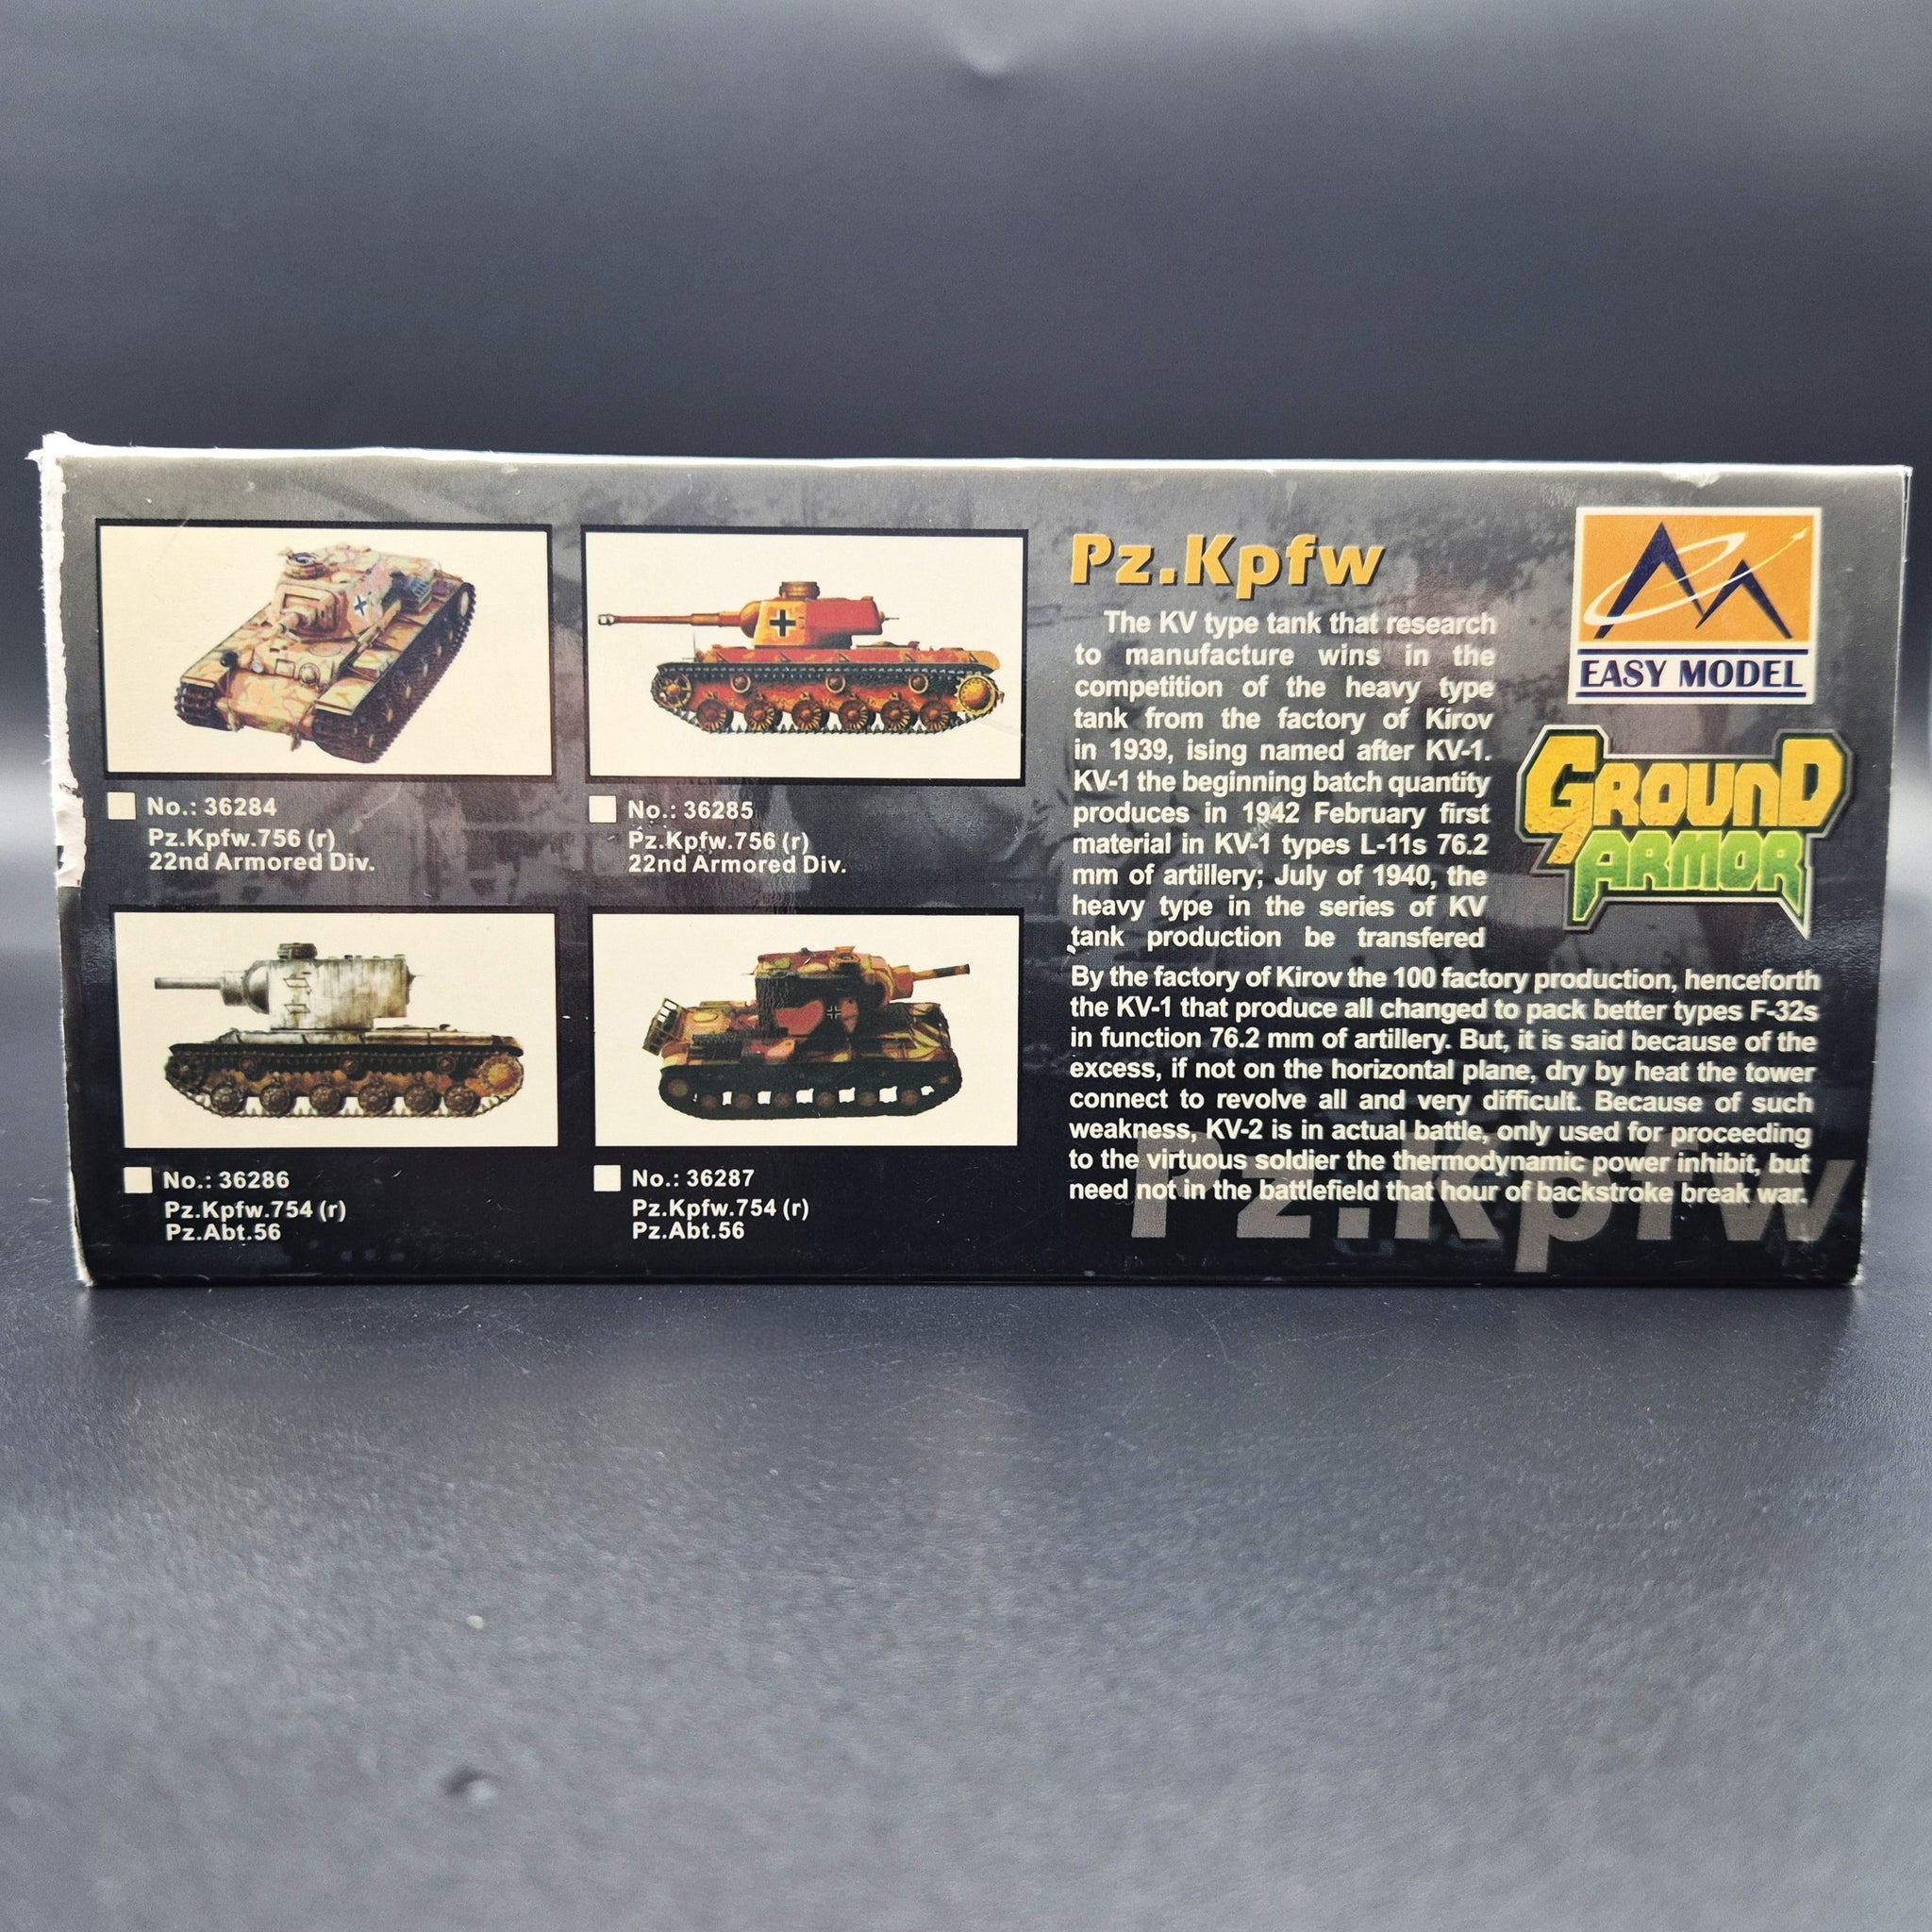 No.: 36284
Pz.Kpfw.756 (r)
22nd Armored Div.
No.: 36285
Pz.Kpfw.756 (r)
22nd Armored Div.
No.: 36286
Pz.Kpfw.754 (r)
Pz.Abt.56
No.: 36287
Pz.Kpfw.754 (r)
Pz.Abt.56
Pz.Kpfw
The KV type tank that research
to manufacture wins in the
competition of the heavy type
tank from the factory of Kirov
in 1939, ising named after KV-1.
KV-1 the beginning batch quantity
produces in 1942 February first
material in KV-1 types L-11s 76.2
mm of artillery; July of 1940, the
heavy type in the series of KV
tank production be transfered
,
By the factory of Kirov the 100 factory production, henceforth
the KV-1 that produce all changed to pack better types F-32s
in function 76.2 mm of artillery. But, it is said because of the
excess, if not on the horizontal plane, dry by heat the tower
connect to revolve all and very difficult. Because of such
weakness, KV-2 is in actual battle, only used for proceeding
to the virtuous soldier the thermodynamic power inhibit, but
need not in the battlefield that hour of backstroke break war.
Pz.Kpfw
EASY MODEL
GROUND
ARMOR